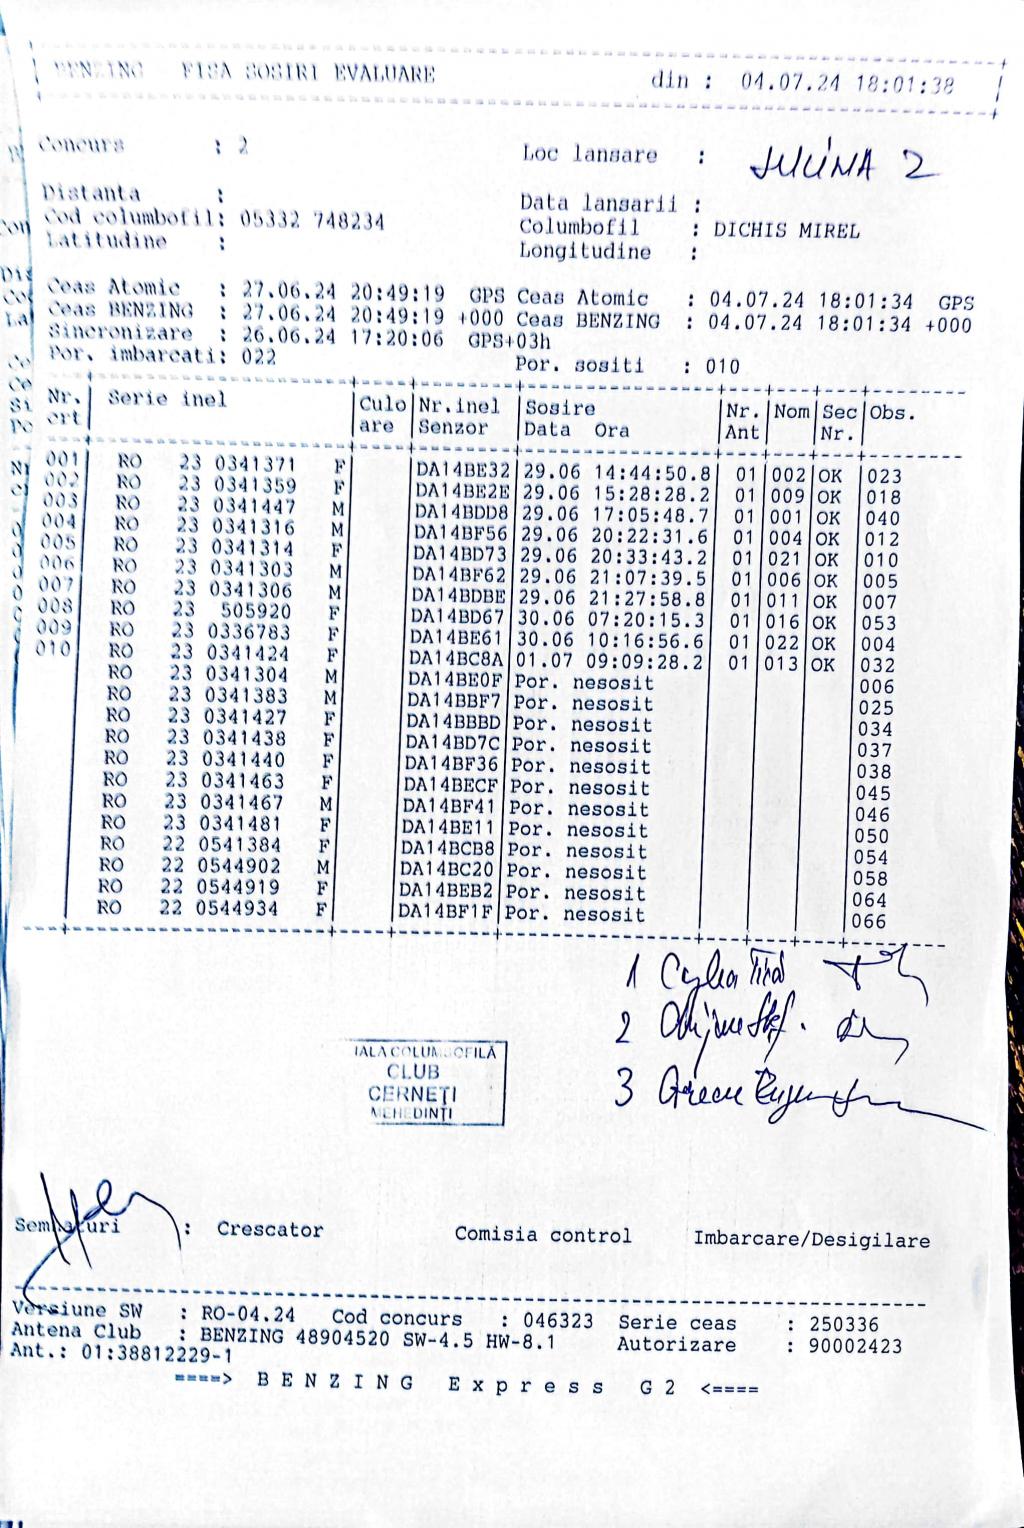 BENZING FISA SOSIRI EVALUARE din : 04.07.24 18:01:38
Concurs : 2 Loc lansare : SULINA 2
Distanta : Data lansarii :
Cod columbofil: 05332 748234 Columbofil : DICHIS MIREL
Latitudine : Longitudine :
Ceas Atomic : 27.06.24 20:49:19 GPS Ceas Atomic : 04.07.24 18:01:34 GPS
Ceas BENZING : 27.06.24 20:49:19 +000 Ceas BENZING : 04.07.24 18:01:34 +000
Sincronizare : 26.06.24 17:20:06 GPS+03h
Por. imbarcati: 022 Por. sositi : 010
Nr. Serie inel Culo Nr.inel Sosire Nr. Nom Sec Obs.
crt are Senzor Data Ora Ant Nr.
001 RO 23 0341371 F DA14BE32 29.06 14:44:50.8 01 002 OK 023
002 RO 23 0341359 F DA14BE2E 29.06 15:28:28.2 01 009 OK 018
003 RO 23 0341447 M DA14BDD8 29.06 17:05:48.7 01 001 OK 040
004 RO 23 0341316 M DA14BF56 29.06 20:22:31.6 01 004 OK 012
005 RO 23 0341314 F DA14BD73 29.06 20:33:43.2 01 021 OK 010
006 RO 23 0341303 M DA14BF62 29.06 21:07:39.5 01 006 OK 005
007 RO 23 0341306 M DA14BDBE 29.06 21:27:58.8 01 011 OK 007
008 RO 23 505920 F DA14BD67 30.06 07:20:15.3 01 016 OK 053
009 RO 23 0336783 F DA14BE61 30.06 10:16:56.6 01 022 OK 004
010 RO 23 0341424 F DA14BC8A 01.07 09:09:28.2 01 013 OK 032
RO 23 0341304 M DA14BE0F Por. nesosit 006
RO 23 0341383 M DA14BBF7 Por. nesosit 025
RO 23 0341427 F DA14BBBD Por. nesosit 034
RO 23 0341438 F DA14BD7C Por. nesosit 037
RO 23 0341440 F DA14BF36 Por. nesosit 038
RO 23 0341463 F DA14BECF Por. nesosit 045
RO 23 0341467 M DA14BF41 Por. nesosit 046
RO 23 0341481 F DA14BE11 Por. nesosit 050
RO 22 0541384 F DA14BCB8 Por. nesosit 054
RO 22 0544902 M DA14BC20 Por. nesosit 058
RO 22 0544919 F DA14BEB2 Por. nesosit 064
RO 22 0544934 F DA14BF1F Por. nesosit 066
1
2
3
COLUMBOFILĂ
CLUB
CERNEȚI
MEHEDINȚI
Semnaturi : Crescator Comisia control Imbarcare/Desigilare
Versiune SW : RO-04.24 Cod concurs : 046323 Serie ceas : 250336
Antena Club : BENZING 48904520 SW-4.5 HW-8.1 Autorizare : 90002423
Ant.: 01:38812229-1
====> B E N Z I N G E x p r e s s G 2 <====